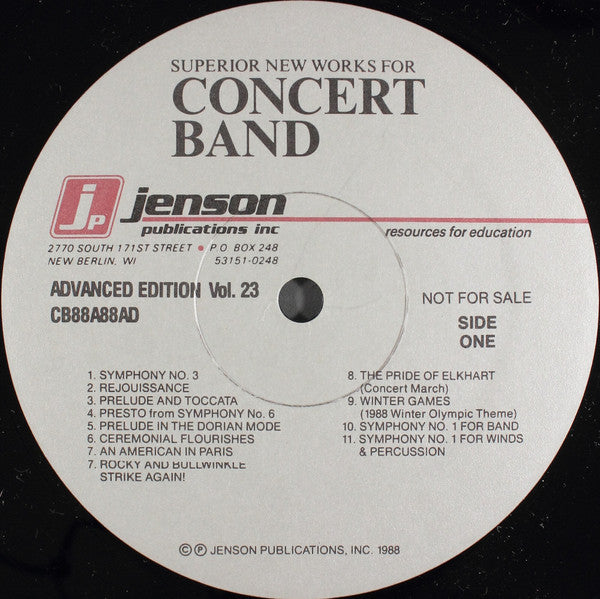 SUPERIOR NEW WORKS FOR
CONCERT
BAND
jp
jenson
publications inc
resources for education
2770 SOUTH 171ST STREET • P.O. BOX 248
NEW BERLIN, WI 53151-0248
ADVANCED EDITION Vol. 23
CB88A88AD
NOT FOR SALE
SIDE
ONE
1. SYMPHONY NO. 3
2. REJOUISSANCE
3. PRELUDE AND TOCCATA
4. PRESTO from SYMPHONY No. 6
5. PRELUDE IN THE DORIAN MODE
6. CEREMONIAL FLOURISHES
7. AN AMERICAN IN PARIS
7. ROCKY AND BULLWINKLE
STRIKE AGAIN!
8. THE PRIDE OF ELKHART
(Concert March)
9. WINTER GAMES
(1988 Winter Olympic Theme)
10. SYMPHONY NO. 1 FOR BAND
11. SYMPHONY NO. 1 FOR WINDS
& PERCUSSION
© ℗ JENSON PUBLICATIONS, INC. 1988